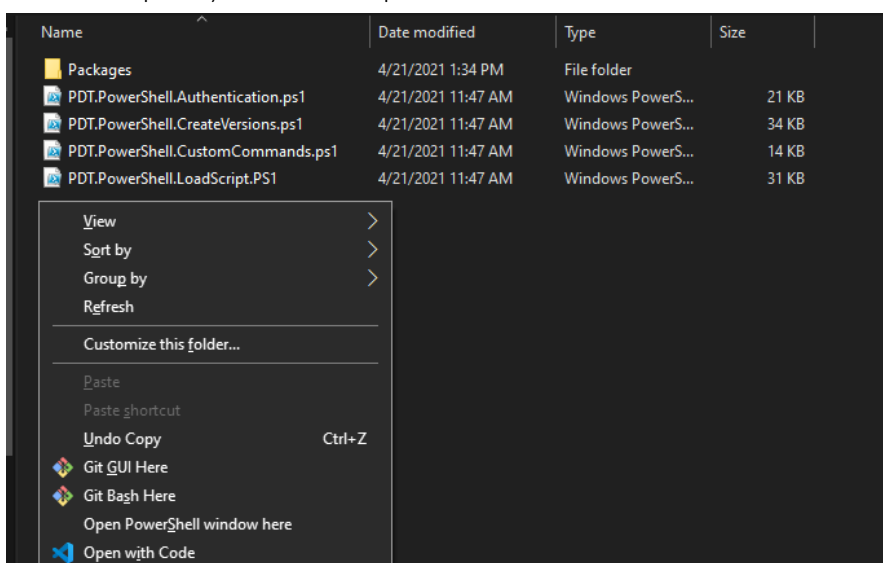 Name Date modified Type Size
Packages 4/21/2021 1:34 PM File folder
PDT.PowerShell.Authentication.ps1 4/21/2021 11:47 AM Windows PowerS... 21 KB
PDT.PowerShell.CreateVersions.ps1 4/21/2021 11:47 AM Windows PowerS... 34 KB
PDT.PowerShell.CustomCommands.ps1 4/21/2021 11:47 AM Windows PowerS... 14 KB
PDT.PowerShell.LoadScript.PS1 4/21/2021 11:47 AM Windows PowerS... 31 KB
View
Sort by
Group by
Refresh
Customize this folder...
Paste
Paste shortcut
Undo Copy Ctrl+Z
Git GUI Here
Git Bash Here
Open PowerShell window here
Open with Code